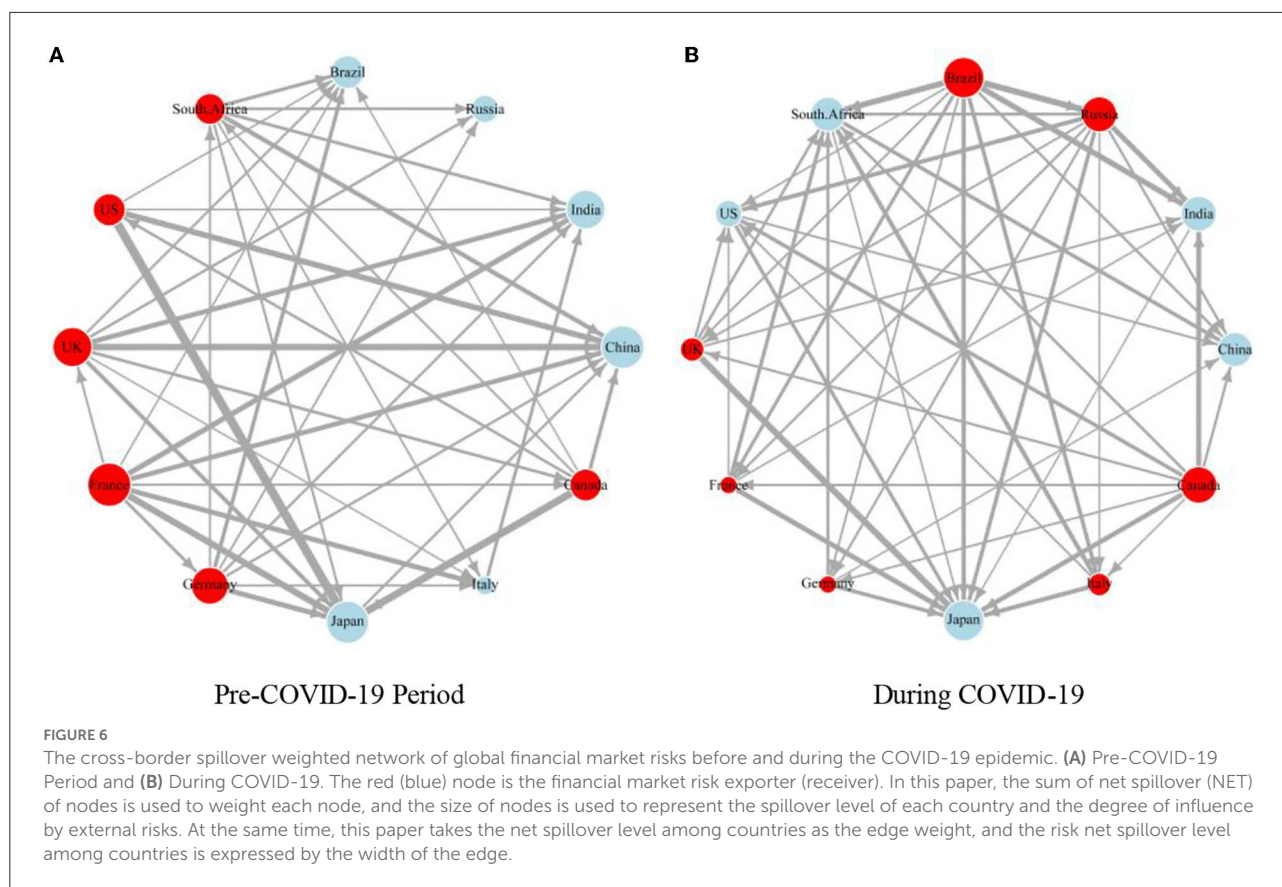 A
Brazil
South.Africa
Russia
US
India
UK
China
France
Canada
Germany
Italy
Japan
Pre-COVID-19 Period
B
Brazil
South.Africa
Russia
US
India
UK
China
France
Canada
Germany
Italy
Japan
During COVID-19
FIGURE 6
The cross-border spillover weighted network of global financial market risks before and during the COVID-19 epidemic. (A) Pre-COVID-19
Period and (B) During COVID-19. The red (blue) node is the financial market risk exporter (receiver). In this paper, the sum of net spillover (NET)
of nodes is used to weight each node, and the size of nodes is used to represent the spillover level of each country and the degree of influence
by external risks. At the same time, this paper takes the net spillover level among countries as the edge weight, and the risk net spillover level
among countries is expressed by the width of the edge.